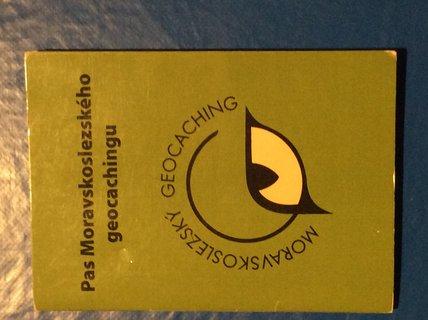 Pas Moravskoslezského
geocachingu
MORAVSKOSLEZSKÝ GEOCACHING